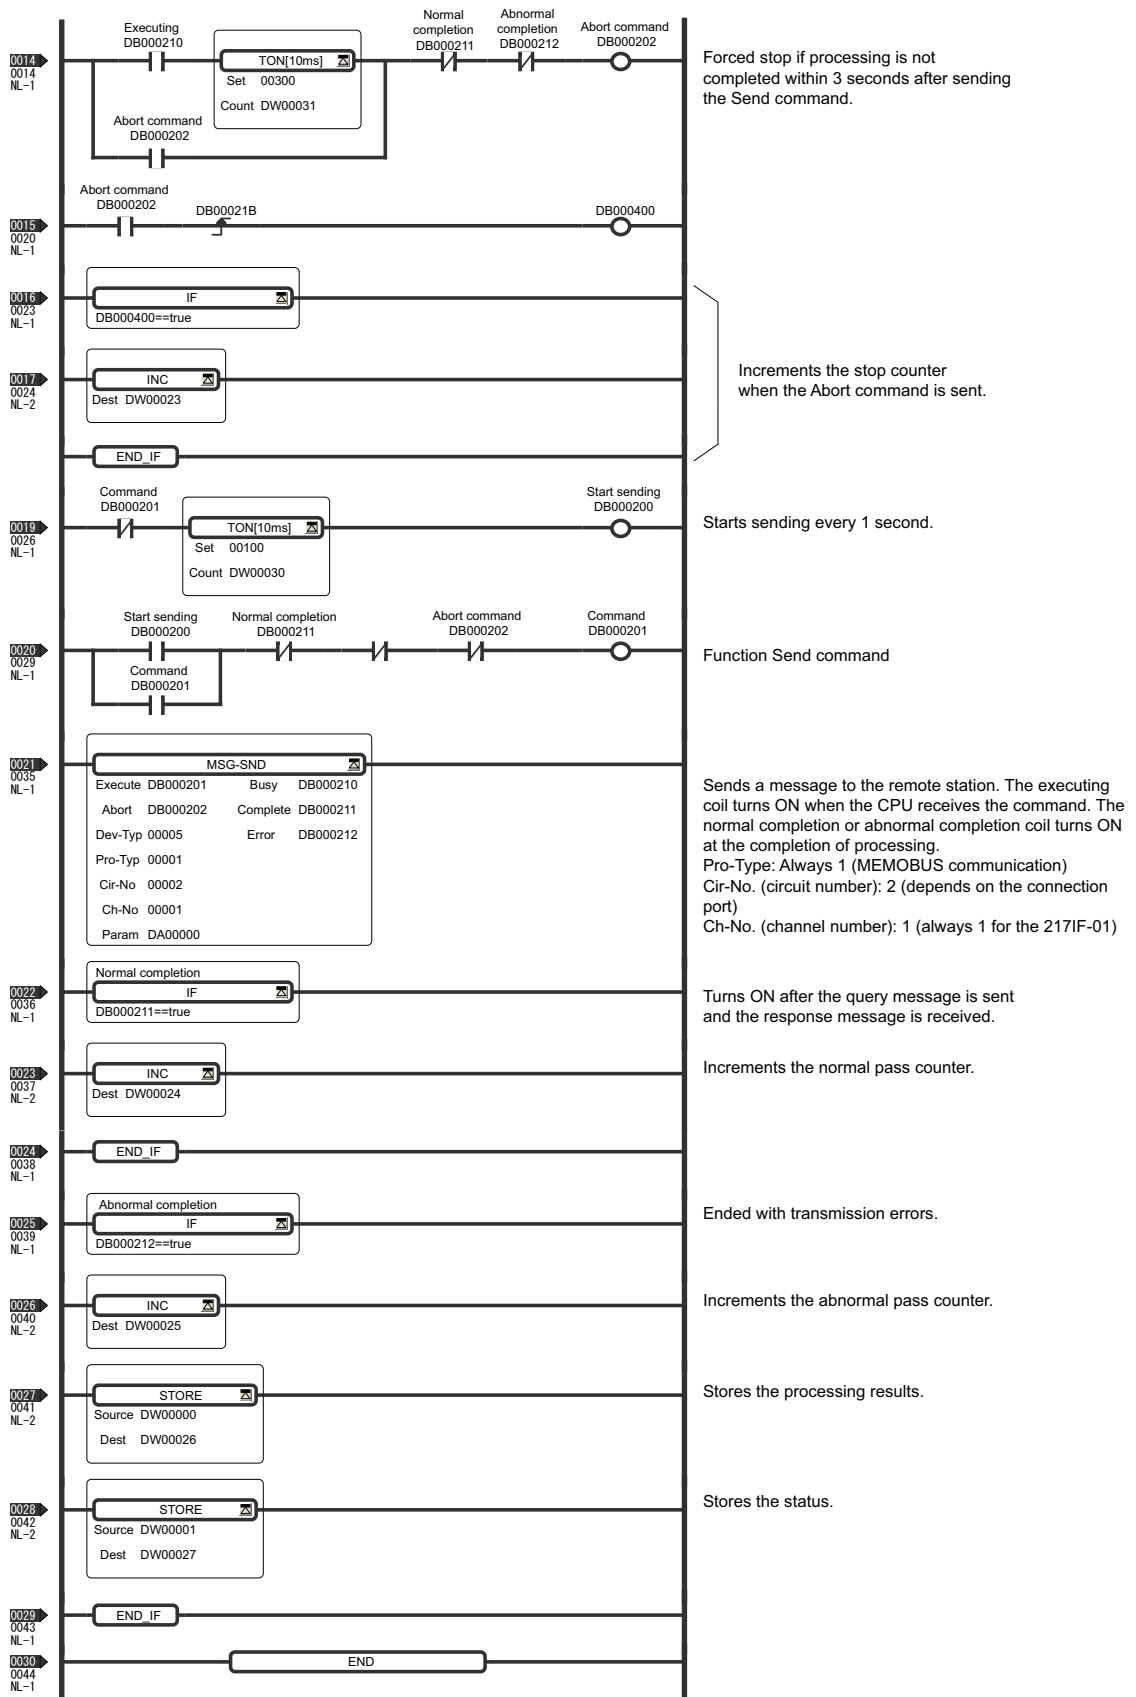 Executing
DB000210
Normal
completion
DB000211
Abnormal
completion
DB000212
Abort command
DB000202
0014
0014
NL-1
TON[10ms]
Set 00300
Count DW00031
Abort command
DB000202
Forced stop if processing is not
completed within 3 seconds after sending
the Send command.
Abort command
DB000202
DB00021B
DB000400
0015
0020
NL-1
0016
0023
NL-1
IF
DB000400==true
0017
0024
NL-2
INC
Dest DW00023
Increments the stop counter
when the Abort command is sent.
END_IF
Command
DB000201
Start sending
DB000200
0019
0026
NL-1
TON[10ms]
Set 00100
Count DW00030
Starts sending every 1 second.
Start sending
DB000200
Normal completion
DB000211
Abort command
DB000202
Command
DB000201
0020
0029
NL-1
Command
DB000201
Function Send command
0021
0035
NL-1
MSG-SND
Execute DB000201 Busy DB000210
Abort DB000202 Complete DB000211
Dev-Typ 00005 Error DB000212
Pro-Typ 00001
Cir-No 00002
Ch-No 00001
Param DA00000
Sends a message to the remote station. The executing
coil turns ON when the CPU receives the command. The
normal completion or abnormal completion coil turns ON
at the completion of processing.
Pro-Type: Always 1 (MEMOBUS communication)
Cir-No. (circuit number): 2 (depends on the connection
port)
Ch-No. (channel number): 1 (always 1 for the 217IF-01)
Normal completion
0022
0036
NL-1
IF
DB000211==true
Turns ON after the query message is sent
and the response message is received.
0023
0037
NL-2
INC
Dest DW00024
Increments the normal pass counter.
0024
0038
NL-1
END_IF
Abnormal completion
0025
0039
NL-1
IF
DB000212==true
Ended with transmission errors.
0026
0040
NL-2
INC
Dest DW00025
Increments the abnormal pass counter.
0027
0041
NL-2
STORE
Source DW00000
Dest DW00026
Stores the processing results.
0028
0042
NL-2
STORE
Source DW00001
Dest DW00027
Stores the status.
0029
0043
NL-1
END_IF
0030
0044
NL-1
END